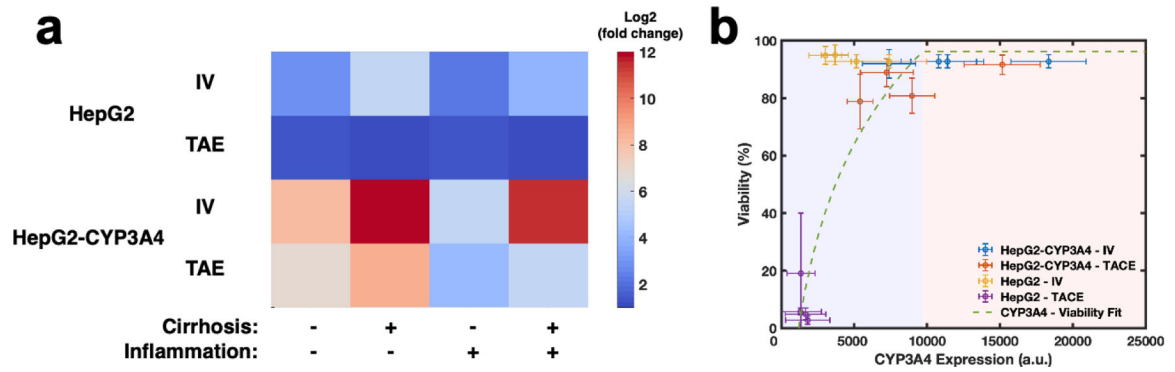 a
Log2
(fold change)
12
10
8
6
4
2
HepG2
IV
TAE
HepG2-CYP3A4
IV
TAE
Cirrhosis: - + - +
Inflammation: - - + +
b
100
80
60
40
20
0
Viability (%)
0 5000 10000 15000 20000 25000
CYP3A4 Expression (a.u.)
HepG2-CYP3A4 - IV
HepG2-CYP3A4 - TACE
HepG2 - IV
HepG2 - TACE
CYP3A4 - Viability Fit